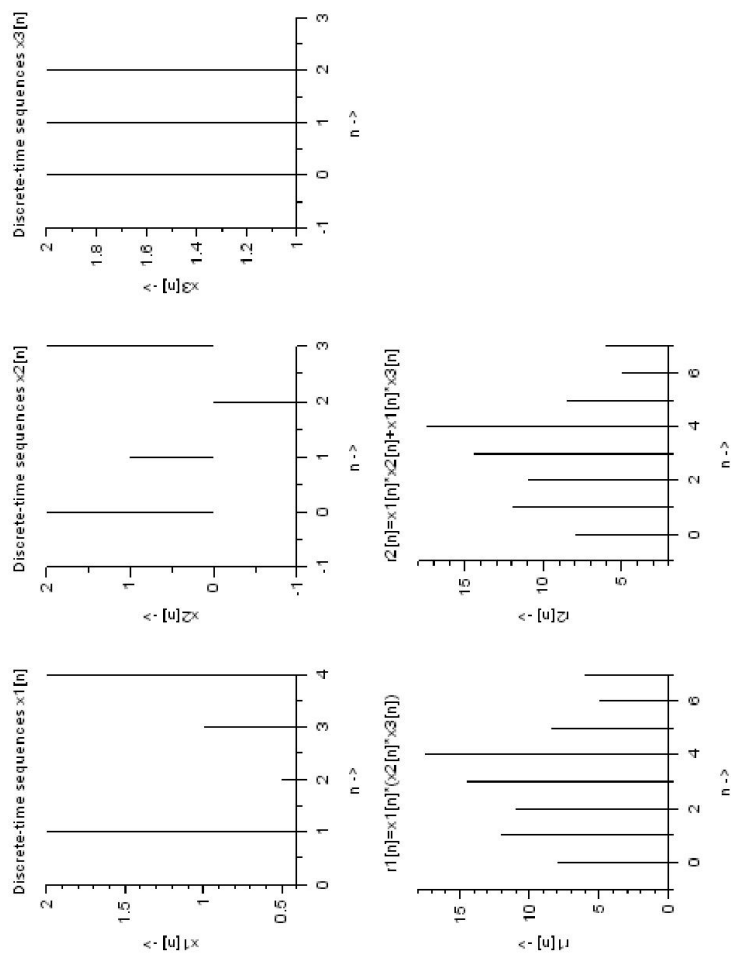 Discrete-time sequences x1[n]
2
1.5
1
0.5
x1[n] ->
0 1 2 3 4
n ->
Discrete-time sequences x2[n]
2
1
0
-1
x2[n] ->
-1 0 1 2 3
n ->
Discrete-time sequences x3[n]
2
1.8
1.6
1.4
1.2
1
x3[n] ->
-1 0 1 2 3
n ->
r1[n]=x1[n]*(x2[n]*x3[n])
15
10
5
0
r1[n] ->
0 2 4 6
n ->
r2[n]=x1[n]*x2[n]+x1[n]*x3[n]
15
10
5
r2[n] ->
0 2 4 6
n ->